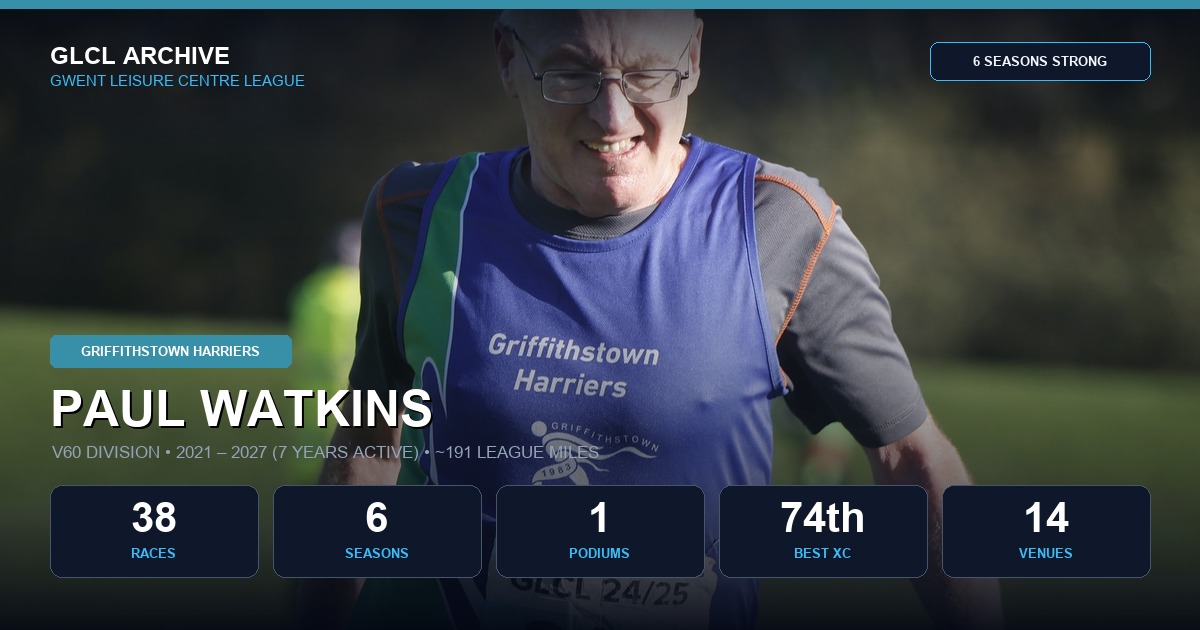 GLCL ARCHIVE
GWENT LEISURE CENTRE LEAGUE
6 SEASONS STRONG
Griffithstown
Harriers
GRIFFITHSTOWN HARRIERS
PAUL WATKINS
GRIFFITHSTOWN
V60 DIVISION • 2021 – 2027 (7 YEARS ACTIVE) • ~191 LEAGUE MILES
1983
38
RACES
6
SEASONS
1
PODIUMS
74th
BEST XC
14
VENUES
GLCL 24/25